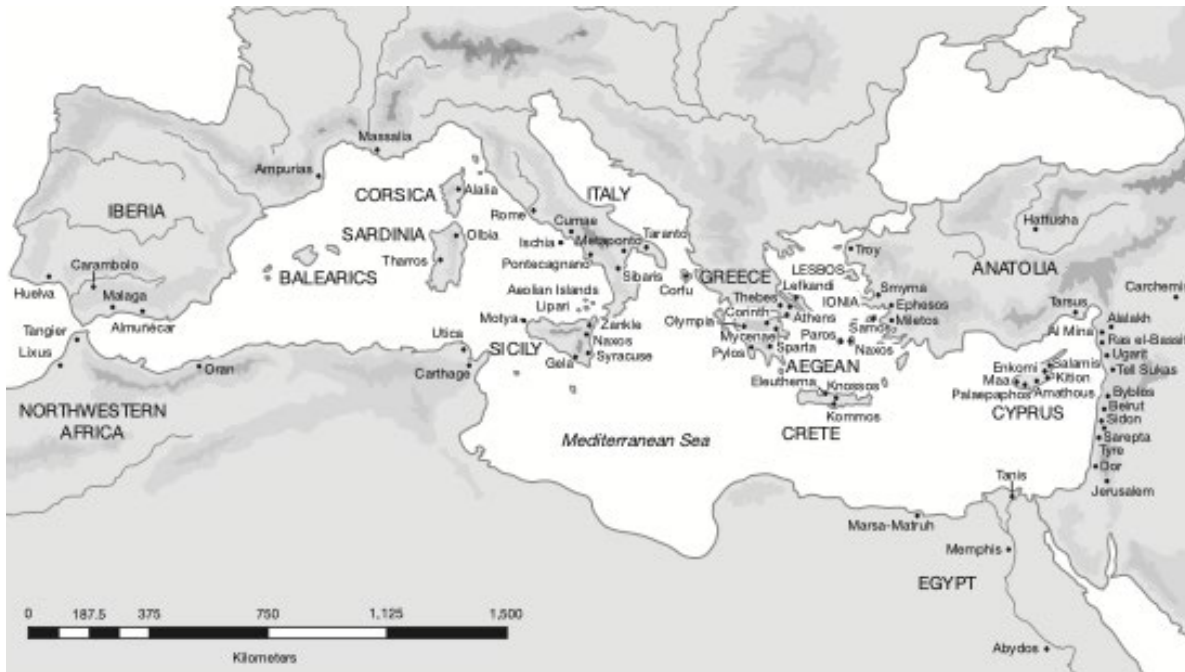 Massalia
Ampurias
CORSICA
Alalia
IBERIA
ITALY
Rome
Cumae
Hattusha
SARDINIA
Olbia
Ischia
Metaponto
Taranto
Troy
Carambolo
Tharros
Pontecagnano
ANATOLIA
BALEARICS
Sibaris
Corfu
GREECE
LESBOS
Lefkandi
Smyrna
Huelva
Malaga
Aeolian Islands
Lipari
Thebes
IONIA
Ephesos
Carchemis
Almuñécar
Motya
Zankle
Corinth
Athens
Samos
Miletos
Tarsus
Tangier
Utica
Naxos
Olympia
Mycenae
Paros
Naxos
Al Mina
Alalakh
Lixus
SICILY
Syracuse
Pylos
Sparta
Ras el-Bassit
Ugarit
Oran
Carthage
Gela
AEGEAN
Enkomi
Salamis
Tell Sukas
Maa
Kition
Eleutherna
Knossos
Palaepaphos
Amathous
Byblos
NORTHWESTERN
AFRICA
Kommos
CYPRUS
Beirut
Sidon
CRETE
Mediterranean Sea
Sarepta
Tyre
Dor
Tanis
Jerusalem
Marsa-Matruh
Memphis
EGYPT
0 187.5 375 750 1,125 1,500
Kilometers
Abydos